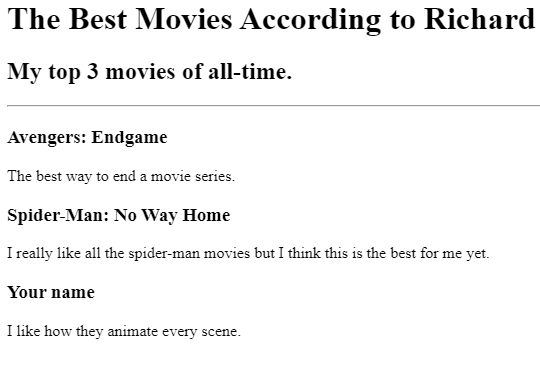 The Best Movies According to Richard
My top 3 movies of all-time.
Avengers: Endgame
The best way to end a movie series.
Spider-Man: No Way Home
I really like all the spider-man movies but I think this is the best for me yet.
Your name
I like how they animate every scene.